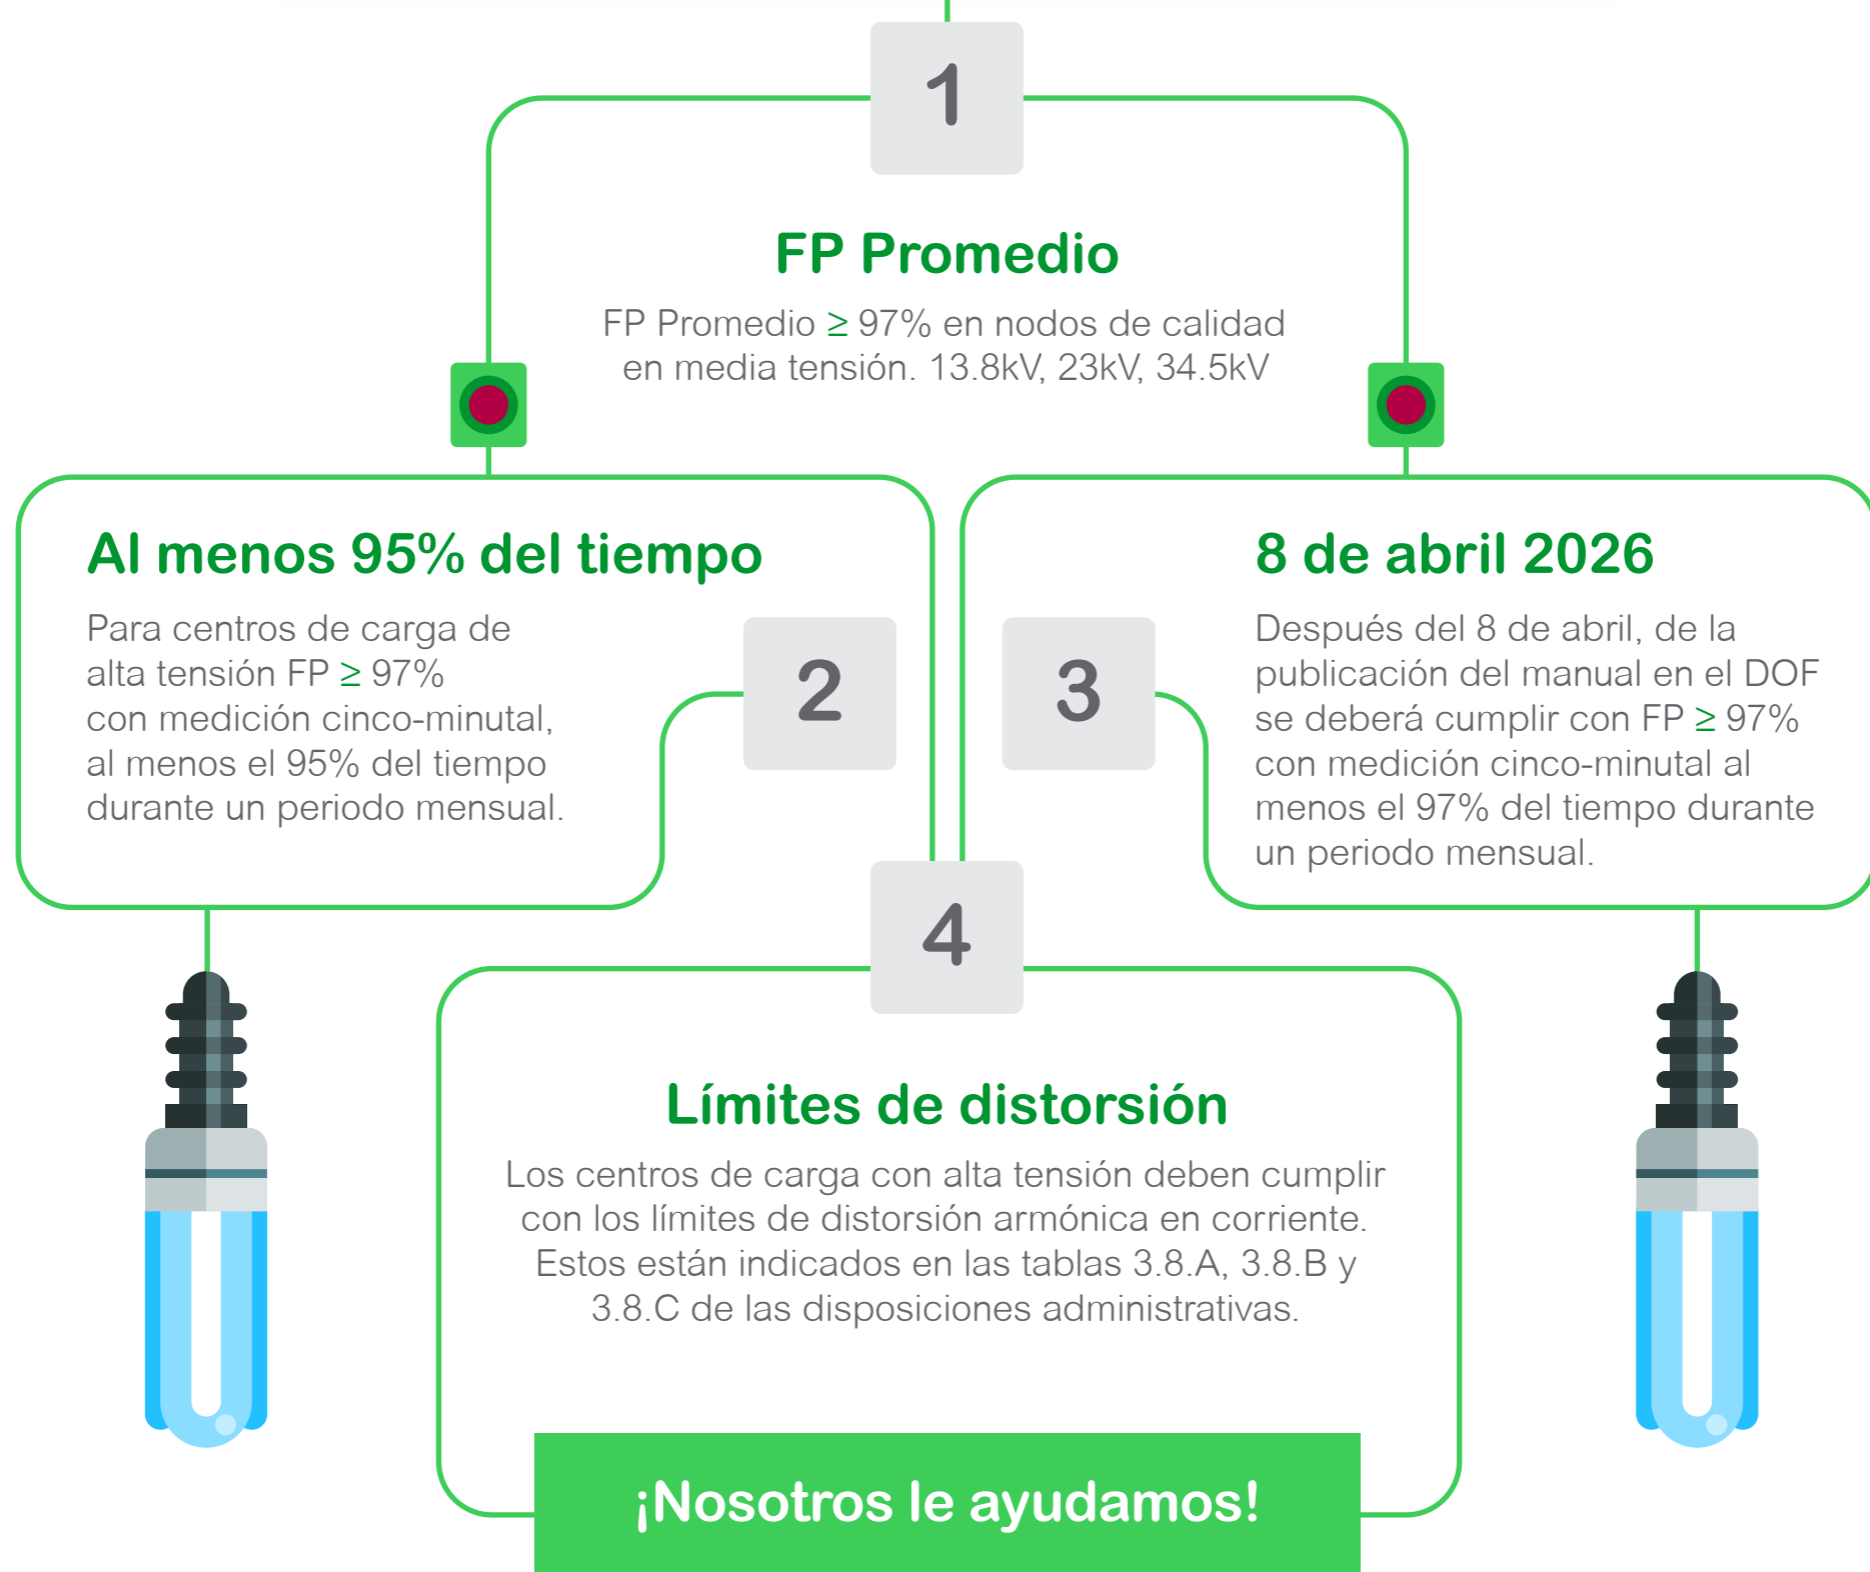 1
FP Promedio
FP Promedio ≥ 97% en nodos de calidad
en media tensión. 13.8kV, 23kV, 34.5kV
Al menos 95% del tiempo
Para centros de carga de
alta tensión FP ≥ 97%
con medición cinco-minutal,
al menos el 95% del tiempo
durante un periodo mensual.
2
3
8 de abril 2026
Después del 8 de abril, de la
publicación del manual en el DOF
se deberá cumplir con FP ≥ 97%
con medición cinco-minutal al
menos el 97% del tiempo durante
un periodo mensual.
4
Límites de distorsión
Los centros de carga con alta tensión deben cumplir
con los límites de distorsión armónica en corriente.
Estos están indicados en las tablas 3.8.A, 3.8.B y
3.8.C de las disposiciones administrativas.
¡Nosotros le ayudamos!